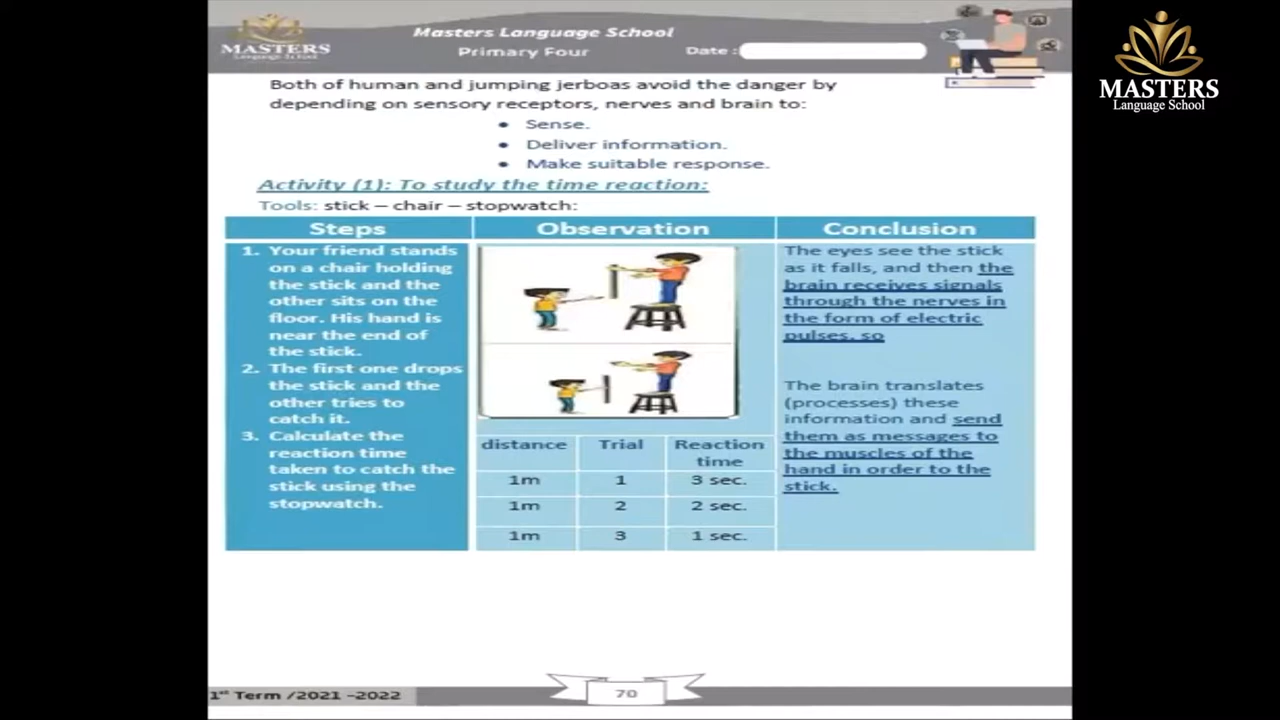 MASTERS
Language School
Masters Language School
Primary Four
Date :
MASTERS
Language School
Both of human and jumping jerboas avoid the danger by
depending on sensory receptors, nerves and brain to:
• Sense.
• Deliver information.
• Make suitable response.
Activity (1): To study the time reaction:
Tools: stick – chair – stopwatch:
Steps
1. Your friend stands
on a chair holding
the stick and the
other sits on the
floor. His hand is
near the end of
the stick.
2. The first one drops
the stick and the
other tries to
catch it.
3. Calculate the
reaction time
taken to catch the
stick using the
stopwatch.
Observation
distance Trial Reaction
time
1m 1 3 sec.
1m 2 2 sec.
1m 3 1 sec.
Conclusion
The eyes see the stick
as it falls, and then the
brain receives signals
through the nerves in
the form of electric
pulses, so
The brain translates
(processes) these
information and send
them as messages to
the muscles of the
hand in order to the
stick.
70
1st Term /2021 -2022